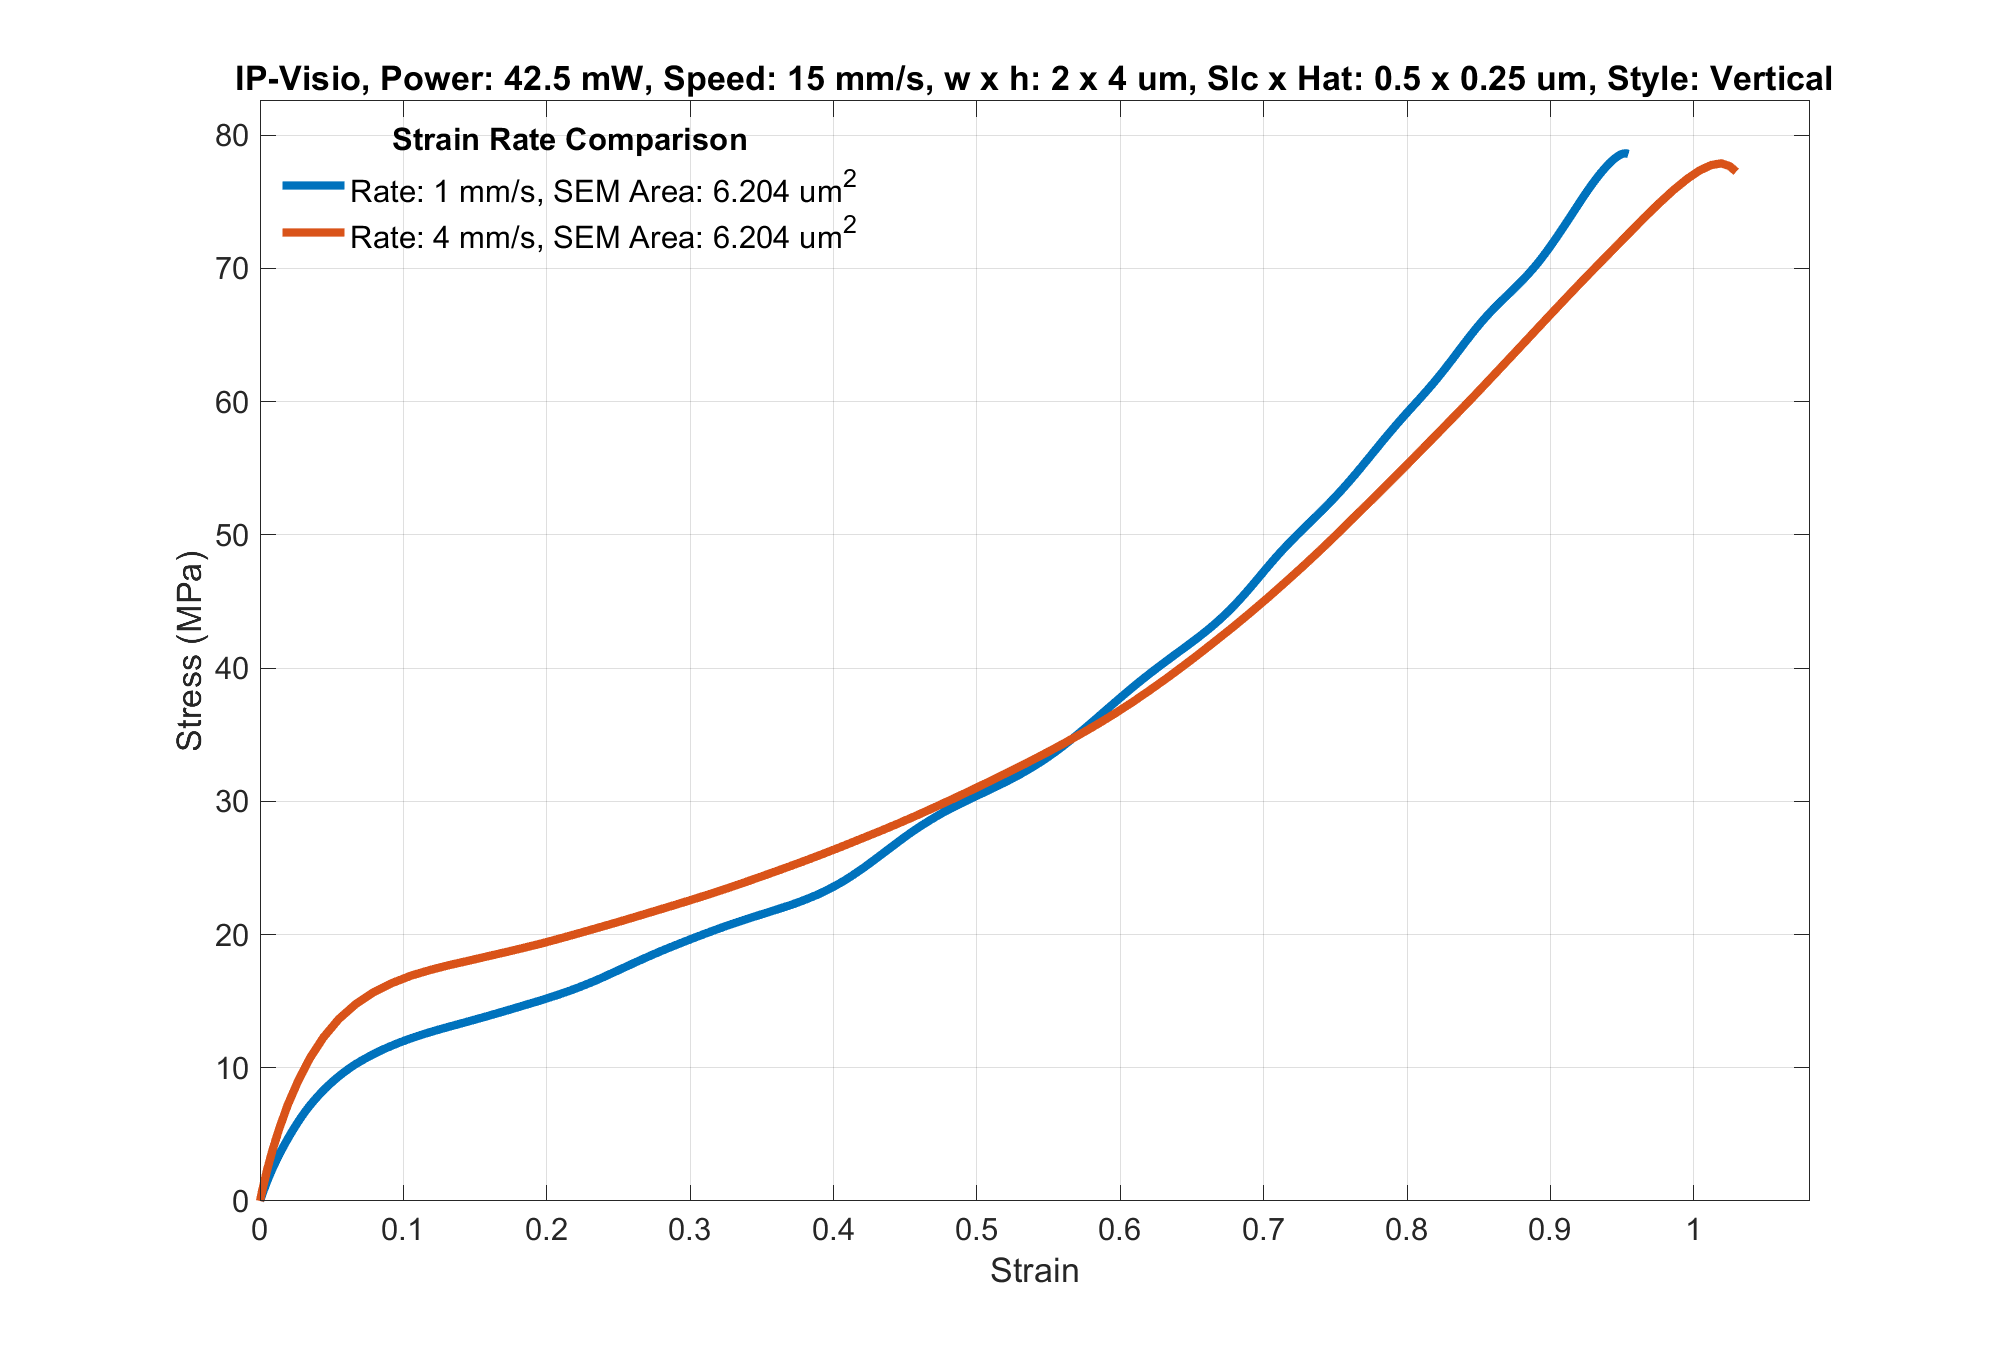 IP-Visio, Power: 42.5 mW, Speed: 15 mm/s, w x h: 2 x 4 um, Slc x Hat: 0.5 x 0.25 um, Style: Vertical
Strain Rate Comparison
Rate: 1 mm/s, SEM Area: 6.204 um²
Rate: 4 mm/s, SEM Area: 6.204 um²
80
70
60
50
40
30
20
10
0
Stress (MPa)
0 0.1 0.2 0.3 0.4 0.5 0.6 0.7 0.8 0.9 1
Strain